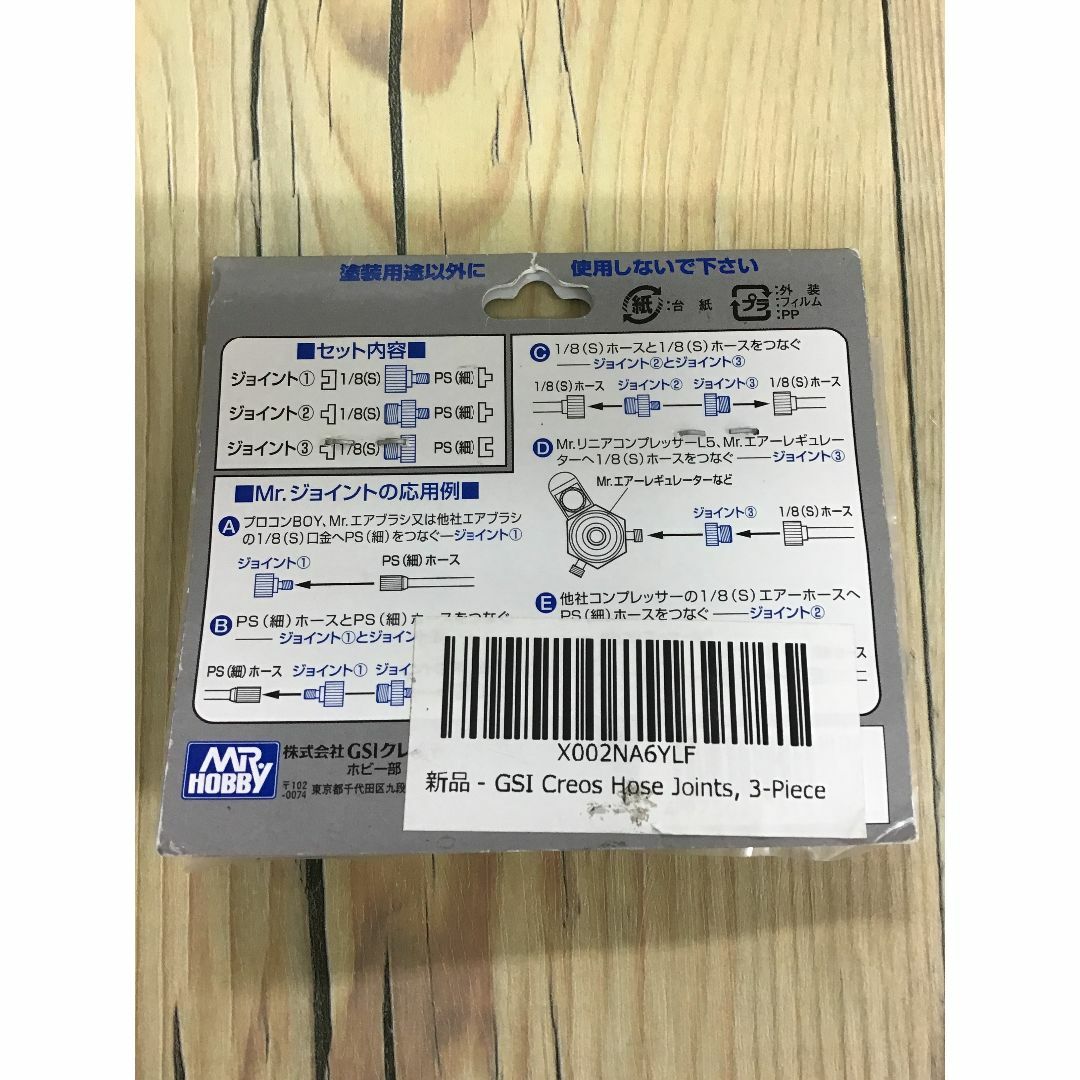 塗装用途以外に 使用しないで下さい
紙 :台 紙
プラ :外 装
:フィルム
:PP
■セット内容■
ジョイント① 1/8(S) PS(細)
ジョイント② 1/8(S) PS(細)
ジョイント③ 1/8(S) PS(細)
■Mr.ジョイントの応用例■
A プロコンBOY、Mr.エアブラシ又は他社エアブラシ
の1/8(S)口金へPS(細)をつなぐ―ジョイント①
ジョイント① PS(細)ホース
B PS(細)ホースとPS(細)ホースをつなぐ
―― ジョイント①とジョイン
PS(細)ホース ジョイント① ジョイ
C 1/8(S)ホースと1/8(S)ホースをつなぐ
――ジョイント②とジョイント③
1/8(S)ホース ジョイント② ジョイント③ 1/8(S)ホース
D Mr.リニアコンプレッサーL5、Mr.エアーレギュレー
ターへ1/8(S)ホースをつなぐ ――ジョイント③
Mr.エアーレギュレーターなど
ジョイント③ 1/8(S)ホース
E 他社コンプレッサーの1/8(S)エアーホースへ
PS(細)ホースをつなぐ ――ジョイント②
ース
MR.HOBBY
株式会社GSIクレ
ホビー部
〒102
-0074 東京都千代田区九段
X002NA6YLF
新品 - GSI Creos Hose Joints, 3-Piece